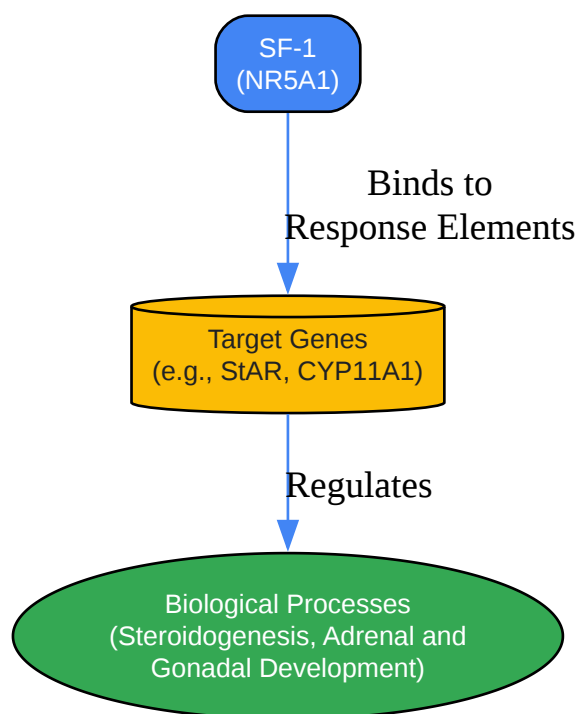 SF-1
(NR5A1)
Binds to
Response Elements
Target Genes
(e.g., StAR, CYP11A1)
Regulates
Biological Processes
(Steroidogenesis, Adrenal and
Gonadal Development)